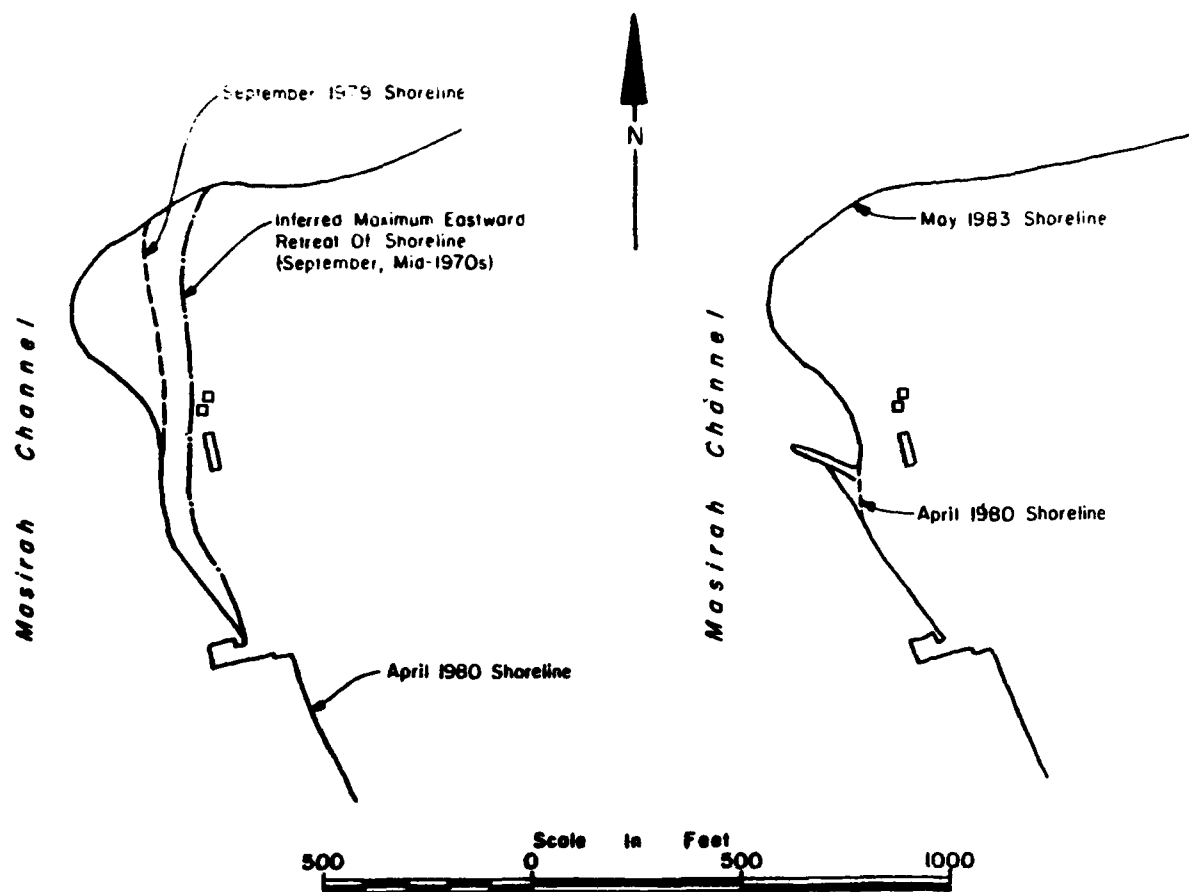 September 1979 Shoreline
N
Inferred Maximum Eastward
Retreat Of Shoreline
(September, Mid-1970s)
May 1983 Shoreline
Masirah Channel
Masirah Channel
April 1980 Shoreline
April 1980 Shoreline
Scale In Feet
500 0 500 1000